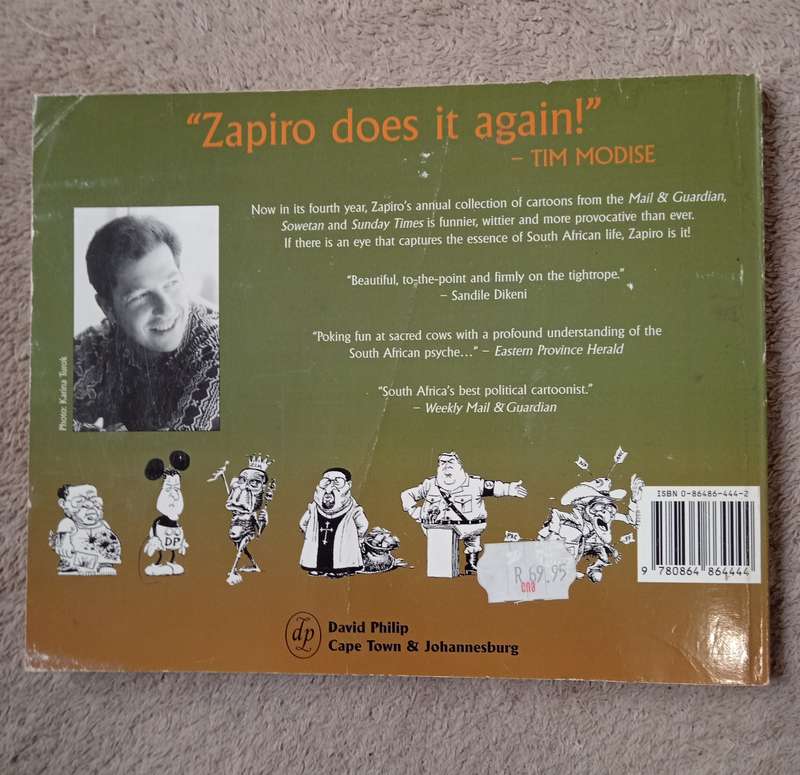 “Zapiro does it again!”
– TIM MODISE
Now in its fourth year, Zapiro’s annual collection of cartoons from the Mail & Guardian,
Sowetan and Sunday Times is funnier, wittier and more provocative than ever.
If there is an eye that captures the essence of South African life, Zapiro is it!
“Beautiful, to-the-point and firmly on the tightrope.”
– Sandile Dikeni
“Poking fun at sacred cows with a profound understanding of the
South African psyche…” – Eastern Province Herald
“South Africa’s best political cartoonist.”
– Weekly Mail & Guardian
Photo: Karina Turok
DP
ISBN 0-86486-444-2
9 780864 864444
R 69.95
CNA
dp
David Philip
Cape Town & Johannesburg